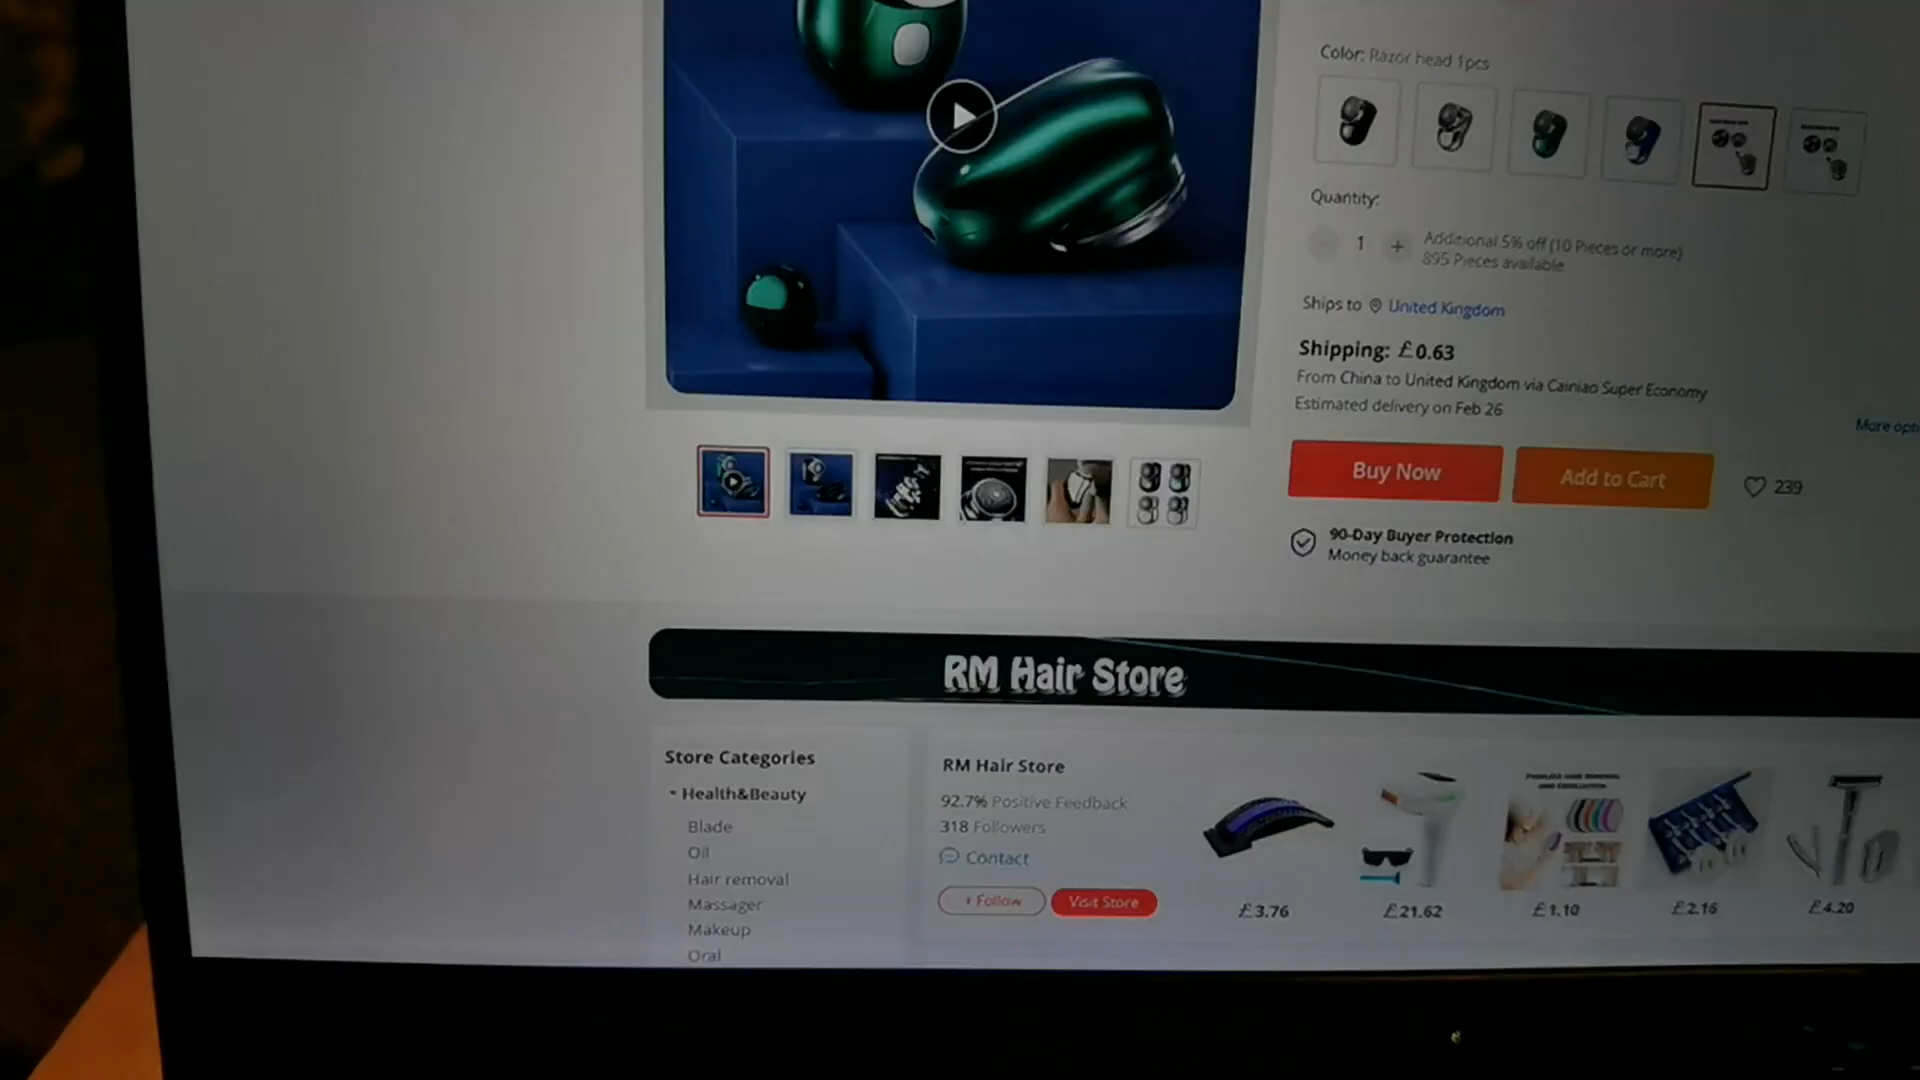 Color: Razor head 1pcs
Quantity:
1 +
Additional 5% off (10 Pieces or more)
895 Pieces available
Ships to United Kingdom
Shipping: £0.63
From China to United Kingdom via Cainiao Super Economy
Estimated delivery on Feb 26
More opti
Buy Now
Add to Cart
239
90-Day Buyer Protection
Money back guarantee
RM Hair Store
Store Categories
Health&Beauty
Blade
Oil
Hair removal
Massager
Makeup
Oral
RM Hair Store
92.7% Positive Feedback
318 Followers
Contact
+ Follow
Visit Store
£3.76
£21.62
£1.10
£2.16
£4.20